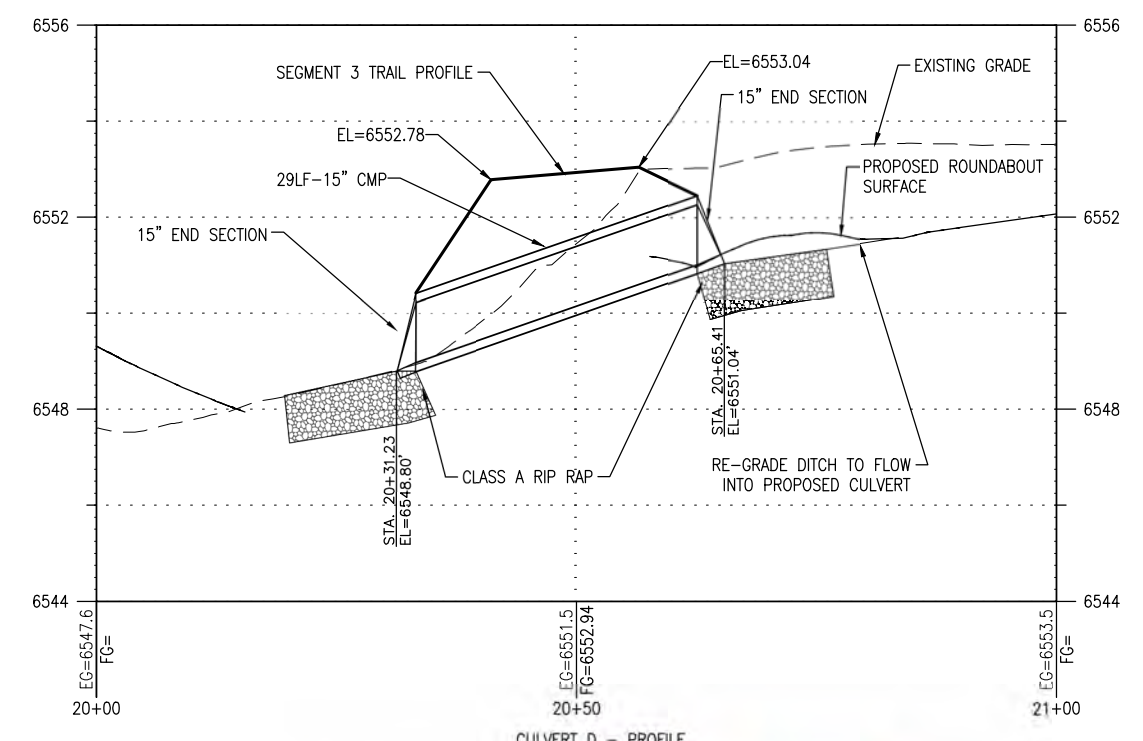 6556
6556
EL=6553.04
EXISTING GRADE
SEGMENT 3 TRAIL PROFILE
15" END SECTION
EL=6552.78
PROPOSED ROUNDABOUT
SURFACE
29LF-15" CMP
6552
6552
15" END SECTION
STA. 20+65.41
EL=6551.04'
6548
6548
CLASS A RIP RAP
RE-GRADE DITCH TO FLOW
INTO PROPOSED CULVERT
STA. 20+31.23
EL=6548.80'
6544
6544
EG=6547.6
FG=
EG=6551.5
FG=6552.94
EG=6553.5
FG=
20+00
20+50
21+00
CULVERT D - PROFILE